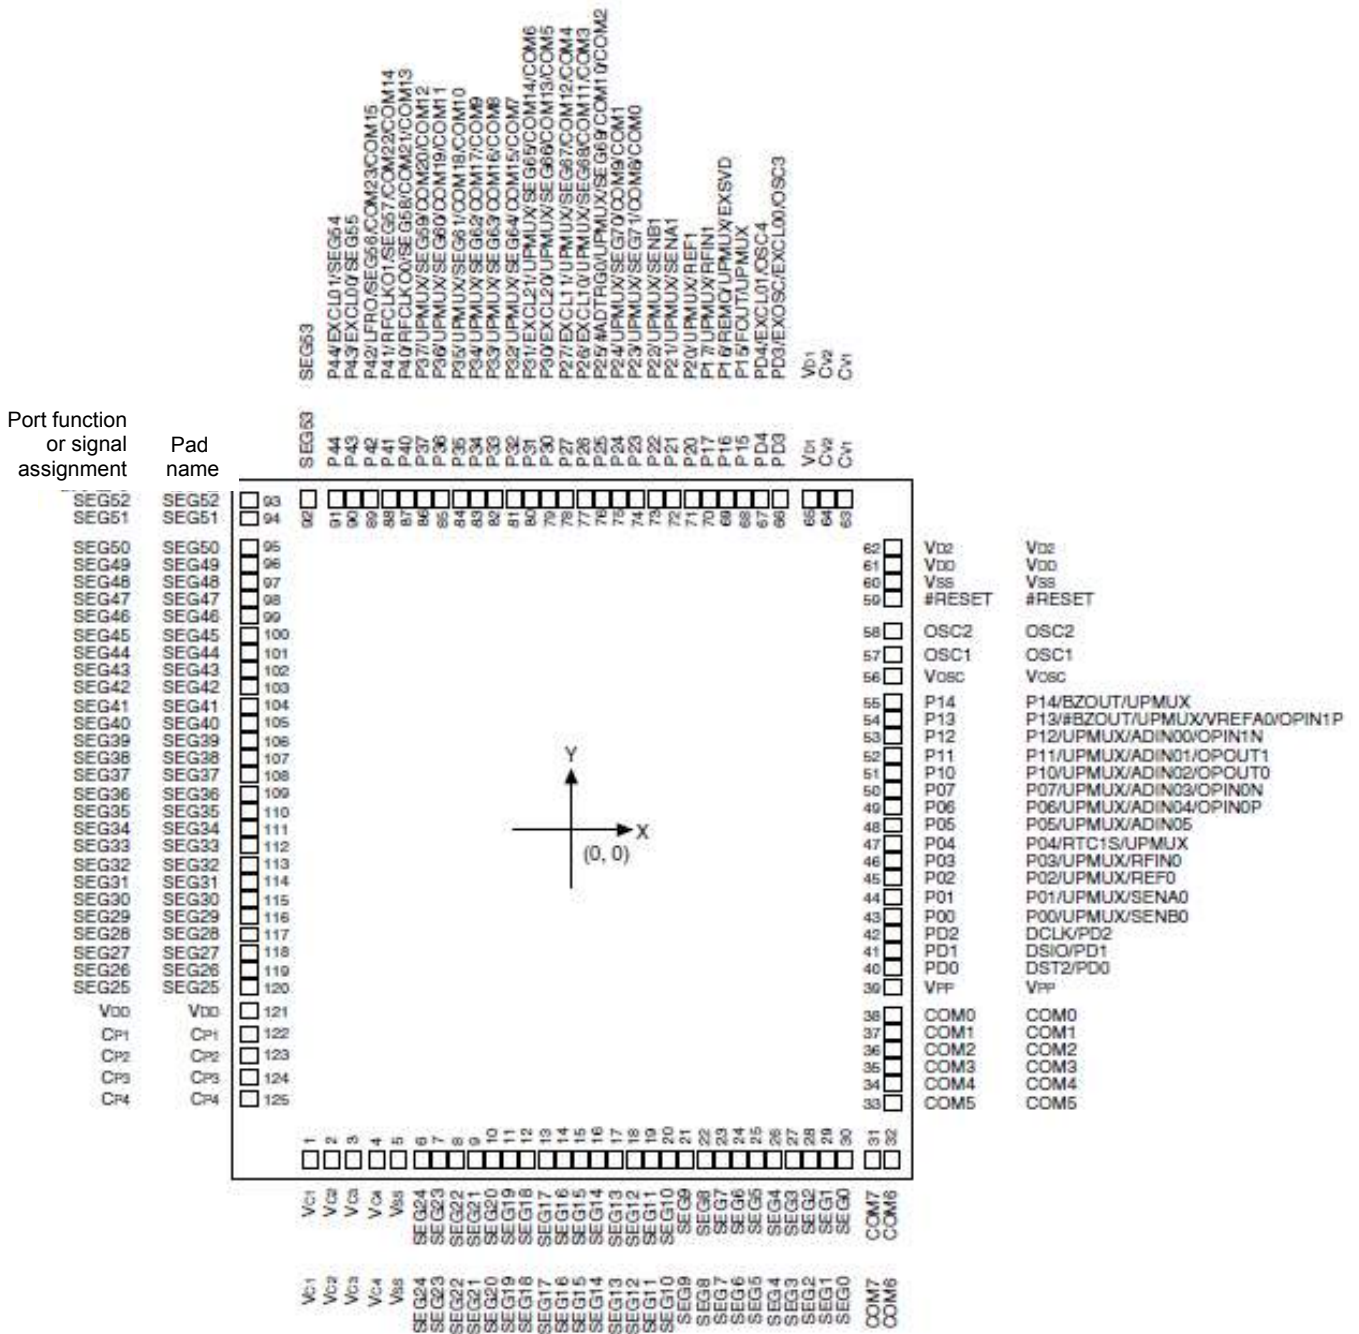 SEG53
P44/EXCL01/SEG54
P43/EXCL00/SEG55
P42/LFRO/SEG56/COM23/COM15
P41/RFCLKO1/SEG57/COM22/COM14
P40/RFCLKO0/SEG58/COM21/COM13
P37/UPMUX/SEG59/COM20/COM12
P36/UPMUX/SEG60/COM19/COM11
P35/UPMUX/SEG61/COM18/COM10
P34/UPMUX/SEG62/COM17/COM9
P33/UPMUX/SEG63/COM16/COM8
P32/UPMUX/SEG64/COM15/COM7
P31/EXCL21/UPMUX/SEG65/COM14/COM6
P30/EXCL20/UPMUX/SEG66/COM13/COM5
P27/EXCL11/UPMUX/SEG67/COM12/COM4
P26/EXCL10/UPMUX/SEG68/COM11/COM3
P25/#ADTRG0/UPMUX/SEG69/COM10/COM2
P24/UPMUX/SEG70/COM9/COM1
P23/UPMUX/SEG71/COM8/COM0
P22/UPMUX/SENB1
P21/UPMUX/SENA1
P20/UPMUX/REF1
P17/UPMUX/RFIN1
P16/REMO/UPMUX/EXSVD
P15/FOUT/UPMUX
PD4/EXCL01/OSC4
PD3/EXOSC/EXCL00/OSC3
VD1
CV2
CV1
SEG53
P44
P43
P42
P41
P40
P37
P36
P35
P34
P33
P32
P31
P30
P27
P26
P25
P24
P23
P22
P21
P20
P17
P16
P15
PD4
PD3
VD1
CV2
CV1
Port function
or signal
assignment
Pad
name
92
91
90
89
88
87
86
85
84
83
82
81
80
79
78
77
76
75
74
73
72
71
70
69
68
67
66
65
64
63
SEG52 SEG52 93
SEG51 SEG51 94
SEG50 SEG50 95
SEG49 SEG49 96
SEG48 SEG48 97
SEG47 SEG47 98
SEG46 SEG46 99
SEG45 SEG45 100
SEG44 SEG44 101
SEG43 SEG43 102
SEG42 SEG42 103
SEG41 SEG41 104
SEG40 SEG40 105
SEG39 SEG39 106
SEG38 SEG38 107
SEG37 SEG37 108
SEG36 SEG36 109
SEG35 SEG35 110
SEG34 SEG34 111
SEG33 SEG33 112
SEG32 SEG32 113
SEG31 SEG31 114
SEG30 SEG30 115
SEG29 SEG29 116
SEG28 SEG28 117
SEG27 SEG27 118
SEG26 SEG26 119
SEG25 SEG25 120
VDD VDD 121
CP1 CP1 122
CP2 CP2 123
CP3 CP3 124
CP4 CP4 125
Y
X
(0, 0)
62 VD2 VD2
61 VDD VDD
60 VSS VSS
59 #RESET #RESET
58 OSC2 OSC2
57 OSC1 OSC1
56 VOSC VOSC
55 P14 P14/BZOUT/UPMUX
54 P13 P13/#BZOUT/UPMUX/VREFA0/OPIN1P
53 P12 P12/UPMUX/ADIN00/OPIN1N
52 P11 P11/UPMUX/ADIN01/OPOUT1
51 P10 P10/UPMUX/ADIN02/OPOUT0
50 P07 P07/UPMUX/ADIN03/OPIN0N
49 P06 P06/UPMUX/ADIN04/OPIN0P
48 P05 P05/UPMUX/ADIN05
47 P04 P04/RTC1S/UPMUX
46 P03 P03/UPMUX/RFIN0
45 P02 P02/UPMUX/REF0
44 P01 P01/UPMUX/SENA0
43 P00 P00/UPMUX/SENB0
42 PD2 DCLK/PD2
41 PD1 DSIO/PD1
40 PD0 DST2/PD0
39 VPP VPP
38 COM0 COM0
37 COM1 COM1
36 COM2 COM2
35 COM3 COM3
34 COM4 COM4
33 COM5 COM5
1
2
3
4
5
6
7
8
9
10
11
12
13
14
15
16
17
18
19
20
21
22
23
24
25
26
27
28
29
30
31
32
VC1
VC2
VC3
VC4
VSS
SEG24
SEG23
SEG22
SEG21
SEG20
SEG19
SEG18
SEG17
SEG16
SEG15
SEG14
SEG13
SEG12
SEG11
SEG10
SEG9
SEG8
SEG7
SEG6
SEG5
SEG4
SEG3
SEG2
SEG1
SEG0
COM7
COM6
VC1
VC2
VC3
VC4
VSS
SEG24
SEG23
SEG22
SEG21
SEG20
SEG19
SEG18
SEG17
SEG16
SEG15
SEG14
SEG13
SEG12
SEG11
SEG10
SEG9
SEG8
SEG7
SEG6
SEG5
SEG4
SEG3
SEG2
SEG1
SEG0
COM7
COM6